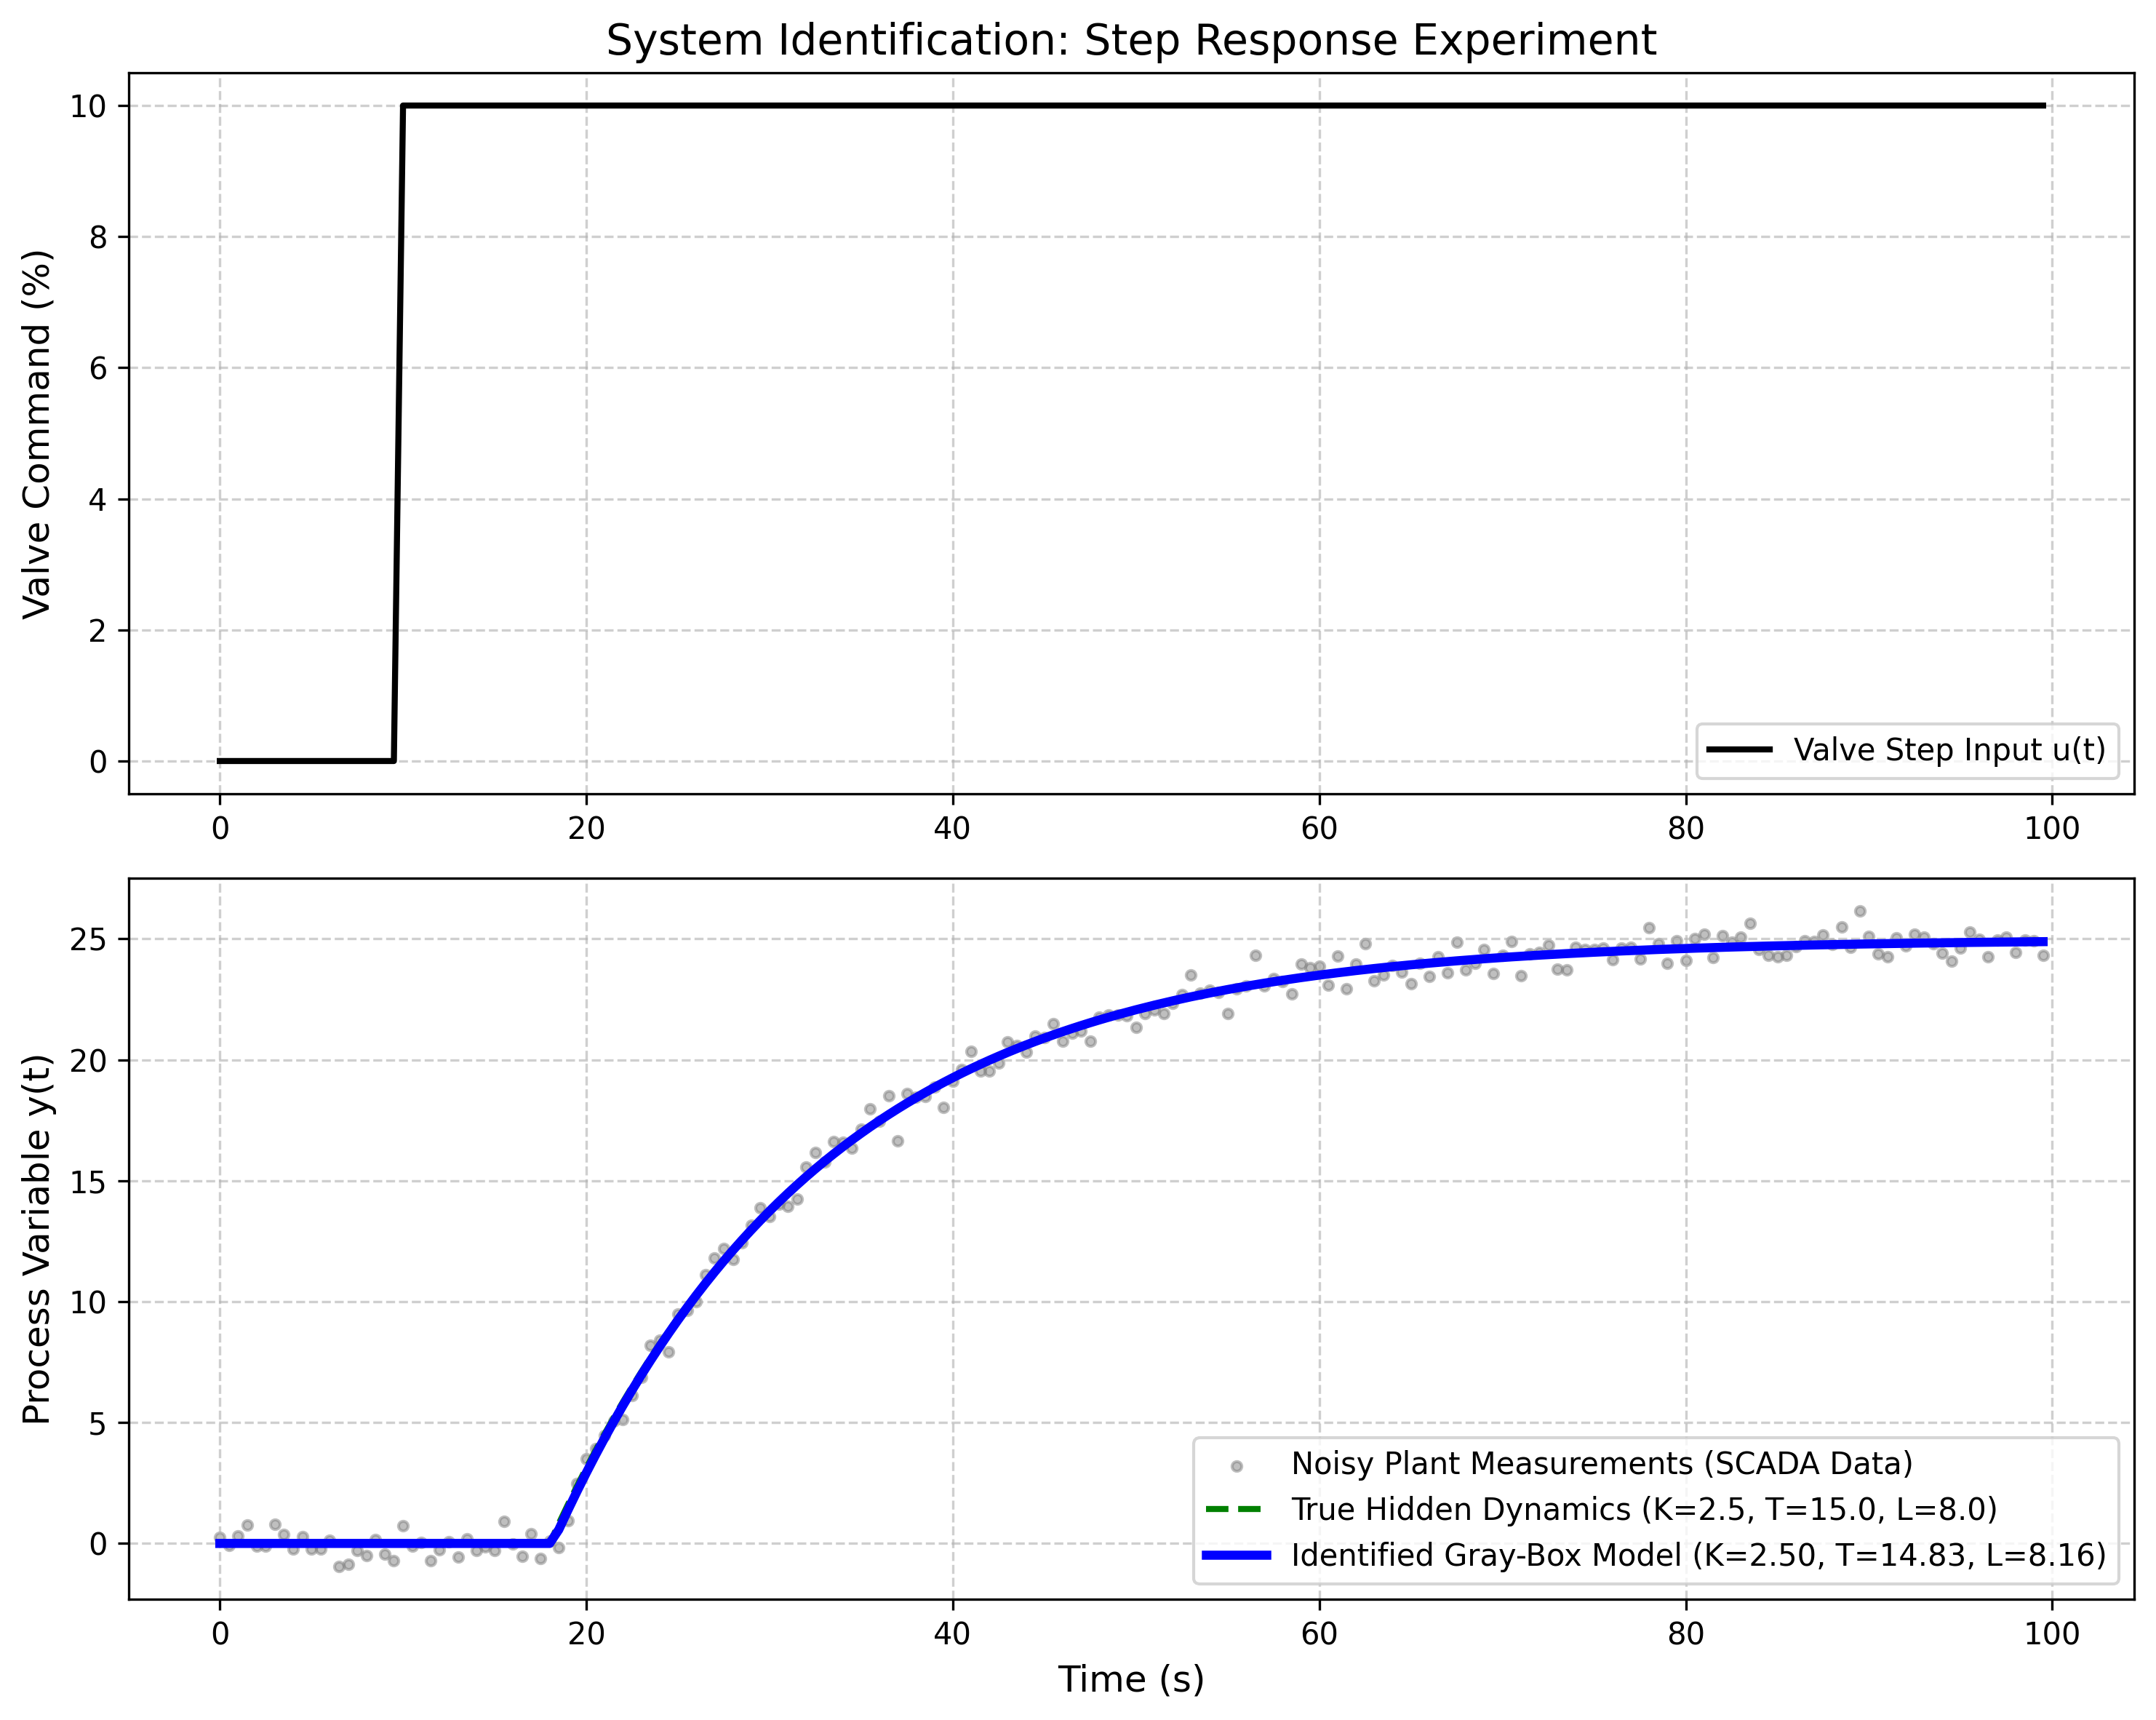 System Identification: Step Response Experiment
Valve Command (%)
10
8
6
4
2
0
Valve Step Input u(t)
0 20 40 60 80 100
Process Variable y(t)
25
20
15
10
5
0
Noisy Plant Measurements (SCADA Data)
True Hidden Dynamics (K=2.5, T=15.0, L=8.0)
Identified Gray-Box Model (K=2.50, T=14.83, L=8.16)
0 20 40 60 80 100
Time (s)